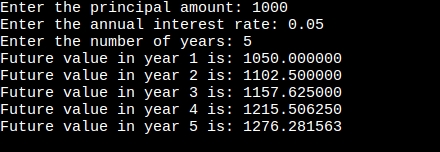 Enter the principal amount: 1000
Enter the annual interest rate: 0.05
Enter the number of years: 5
Future value in year 1 is: 1050.000000
Future value in year 2 is: 1102.500000
Future value in year 3 is: 1157.625000
Future value in year 4 is: 1215.506250
Future value in year 5 is: 1276.281563